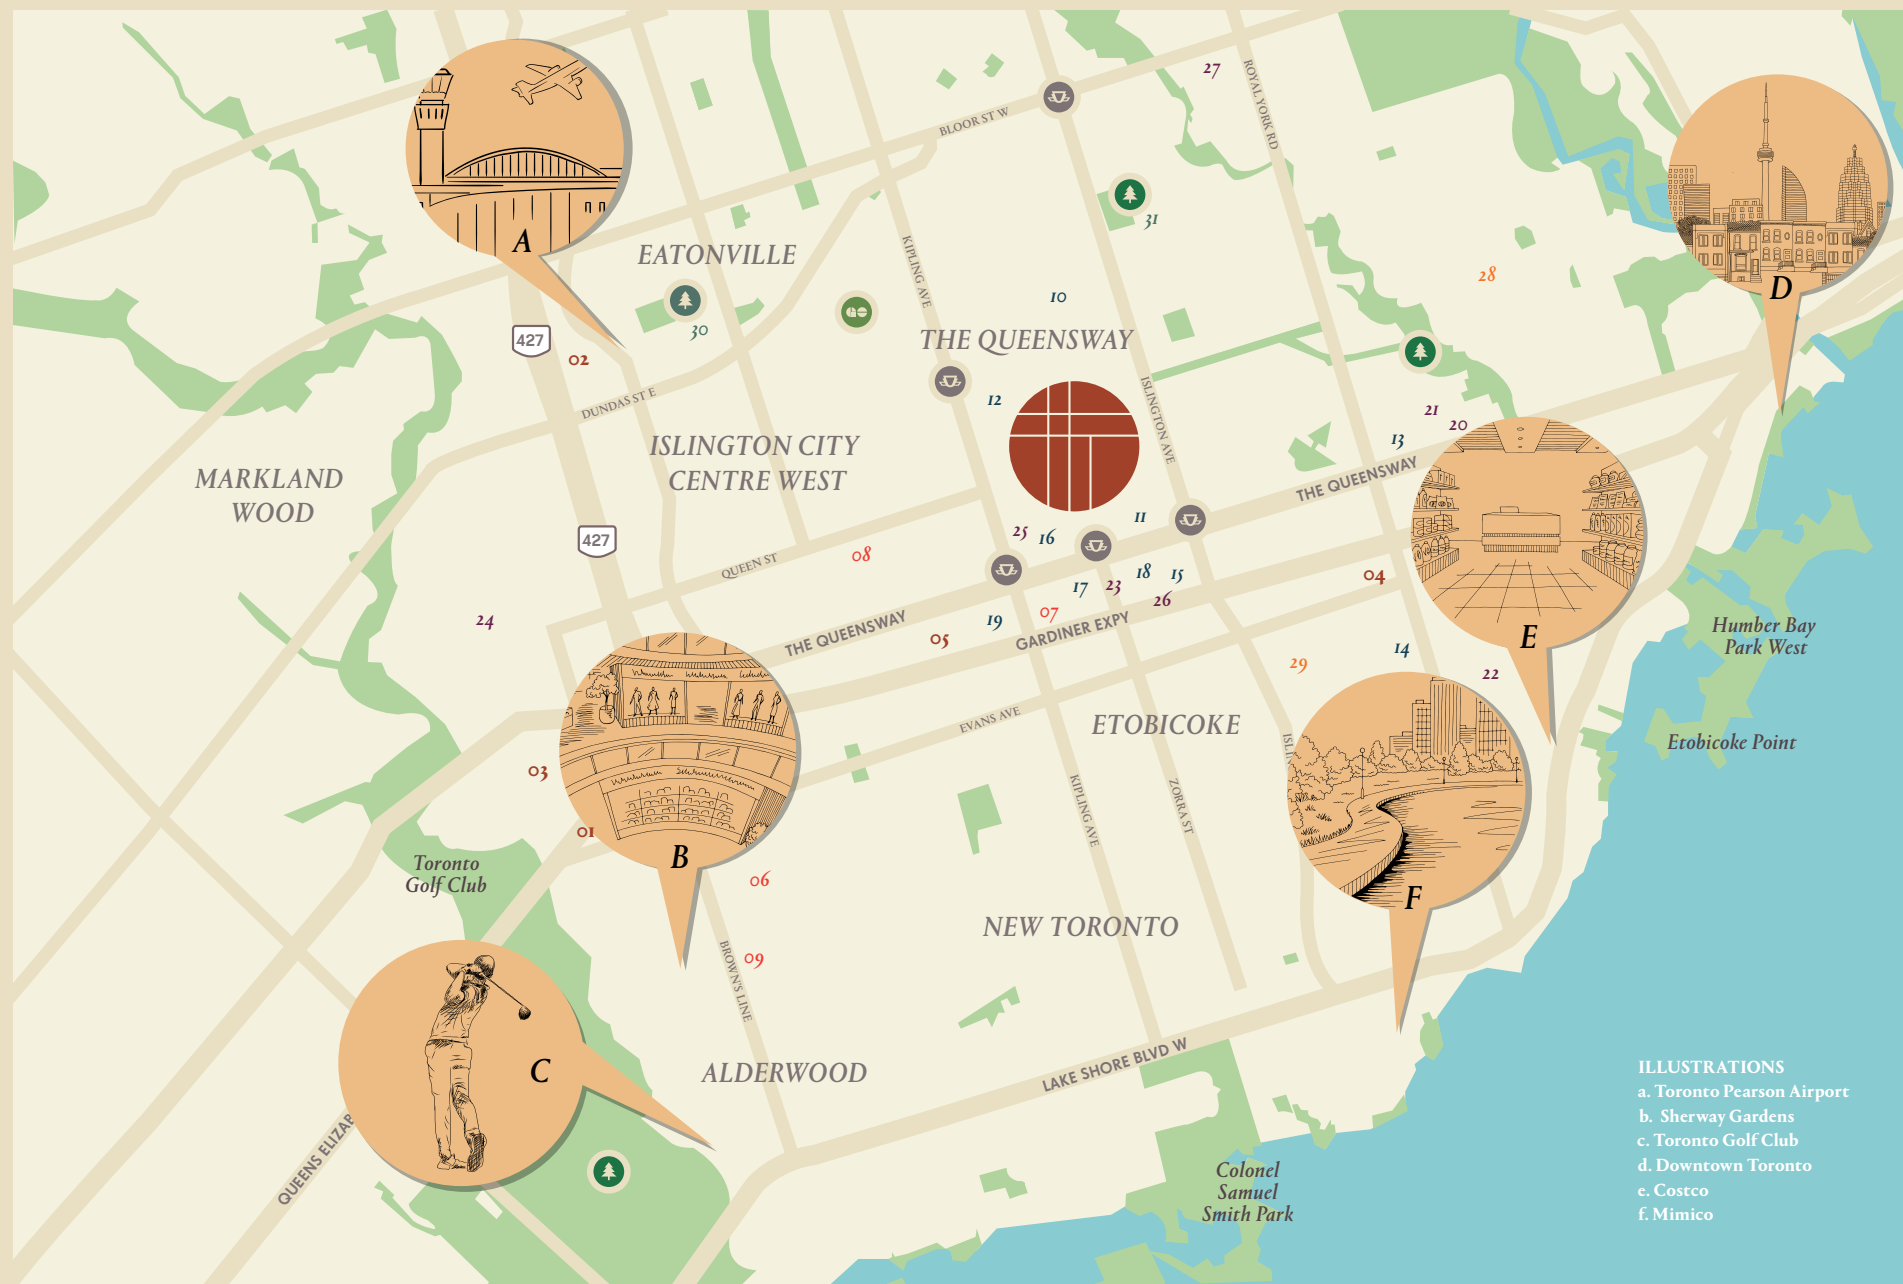 27
ROYAL YORK RD
BLOOR ST W
31
A
EATONVILLE
KIPLING AVE
28
D
10
30
427
02
THE QUEENSWAY
DUNDAS ST E
12
ISLINGTON AVE
21
20
13
ISLINGTON CITY
CENTRE WEST
MARKLAND
WOOD
THE QUEENSWAY
427
25
16
11
08
QUEEN ST
18
15
04
17
23
26
07
24
19
THE QUEENSWAY
05
GARDINER EXPY
E
Humber Bay
Park West
14
29
22
EVANS AVE
ETOBICOKE
ISLI
Etobicoke Point
03
KIPLING AVE
ZORRA ST
01
B
Toronto
Golf Club
06
F
NEW TORONTO
BROWN'S LINE
09
C
ALDERWOOD
LAKE SHORE BLVD W
QUEENS ELIZAB
Colonel
Samuel
Smith Park
ILLUSTRATIONS
a. Toronto Pearson Airport
b. Sherway Gardens
c. Toronto Golf Club
d. Downtown Toronto
e. Costco
f. Mimico